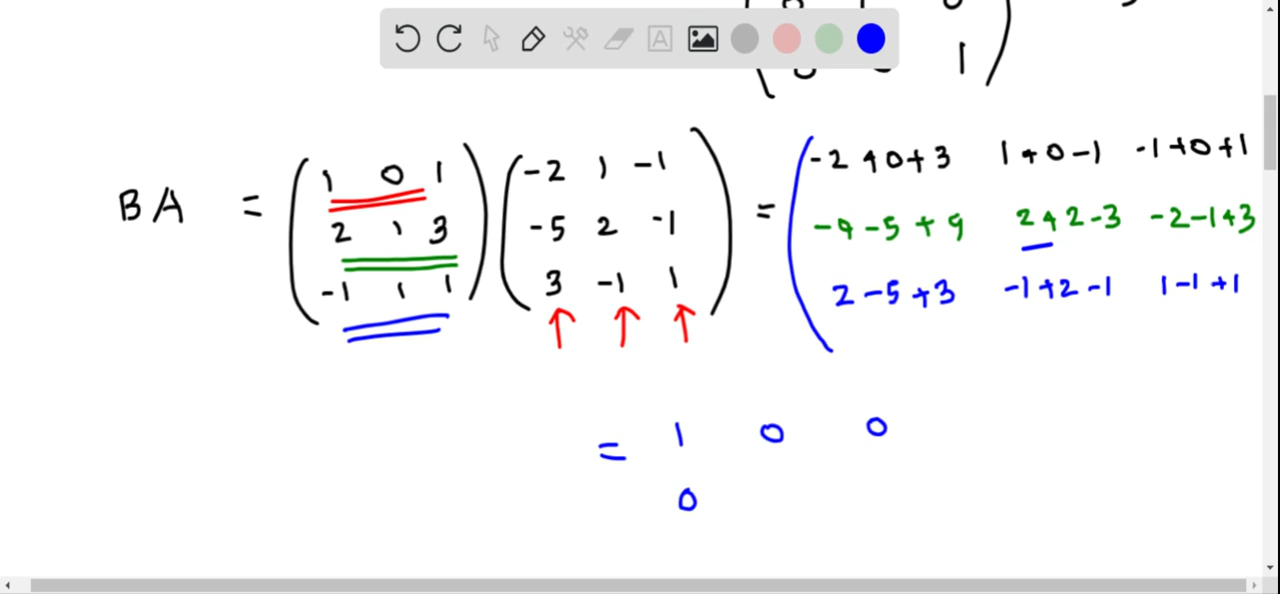 1
BA = ( 1 0 1 ) ( -2 1 -1 ) = ( -2+0+3 1+0-1 -1+0+1
2 1 3 -5 2 -1 -4-5+9 2+2-3 -2-1+3
-1 1 1 3 -1 1 2-5+3 -1+2-1 1-1+1
= 1 0 0
0